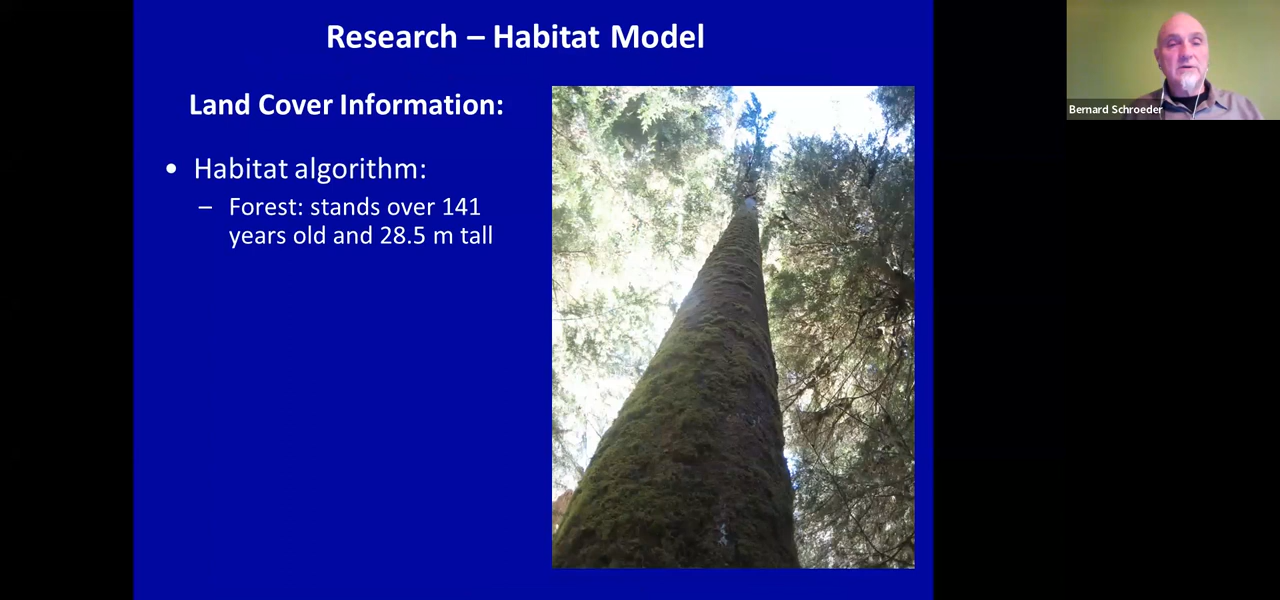 Research – Habitat Model
Land Cover Information:
• Habitat algorithm:
– Forest: stands over 141
years old and 28.5 m tall
Bernard Schroeder